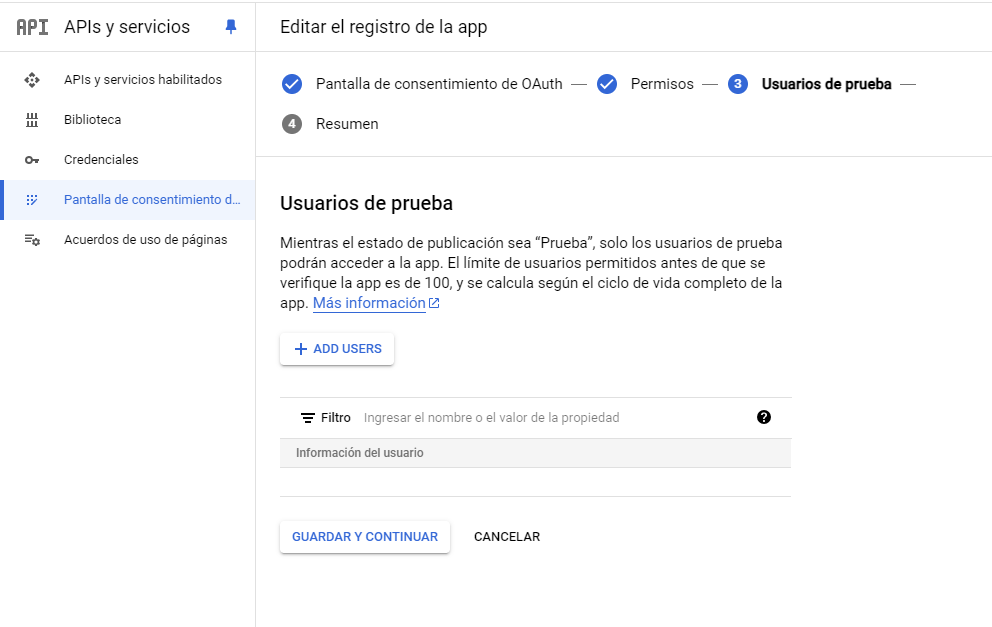 API APIs y servicios
Editar el registro de la app
APIs y servicios habilitados
Biblioteca
Credenciales
Pantalla de consentimiento d...
Acuerdos de uso de páginas
Pantalla de consentimiento de OAuth — Permisos — 3 Usuarios de prueba —
4 Resumen
Usuarios de prueba
Mientras el estado de publicación sea “Prueba”, solo los usuarios de prueba
podrán acceder a la app. El límite de usuarios permitidos antes de que se
verifique la app es de 100, y se calcula según el ciclo de vida completo de la
app. Más información
+ ADD USERS
Filtro Ingresar el nombre o el valor de la propiedad ?
Información del usuario
GUARDAR Y CONTINUAR CANCELAR